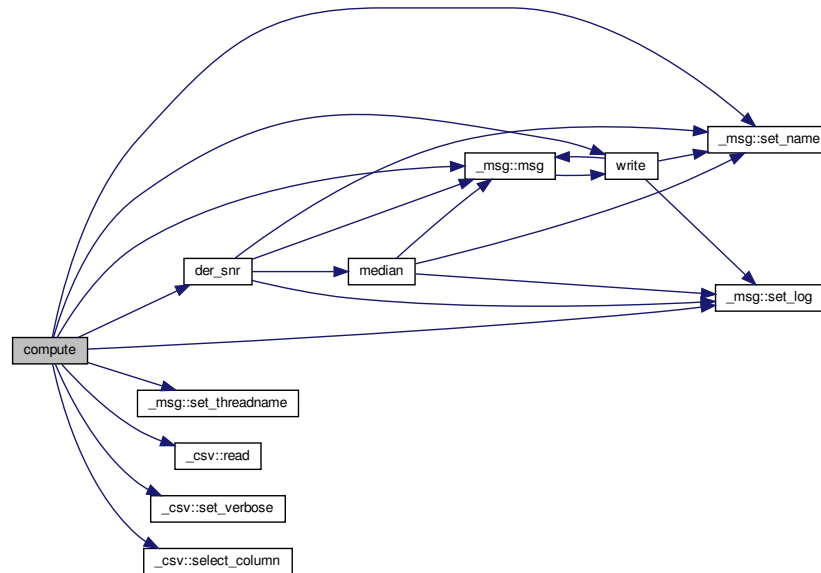 _msg::set_name
_msg::msg
write
der_snr
median
_msg::set_log
compute
_msg::set_threadname
_csv::read
_csv::set_verbose
_csv::select_column